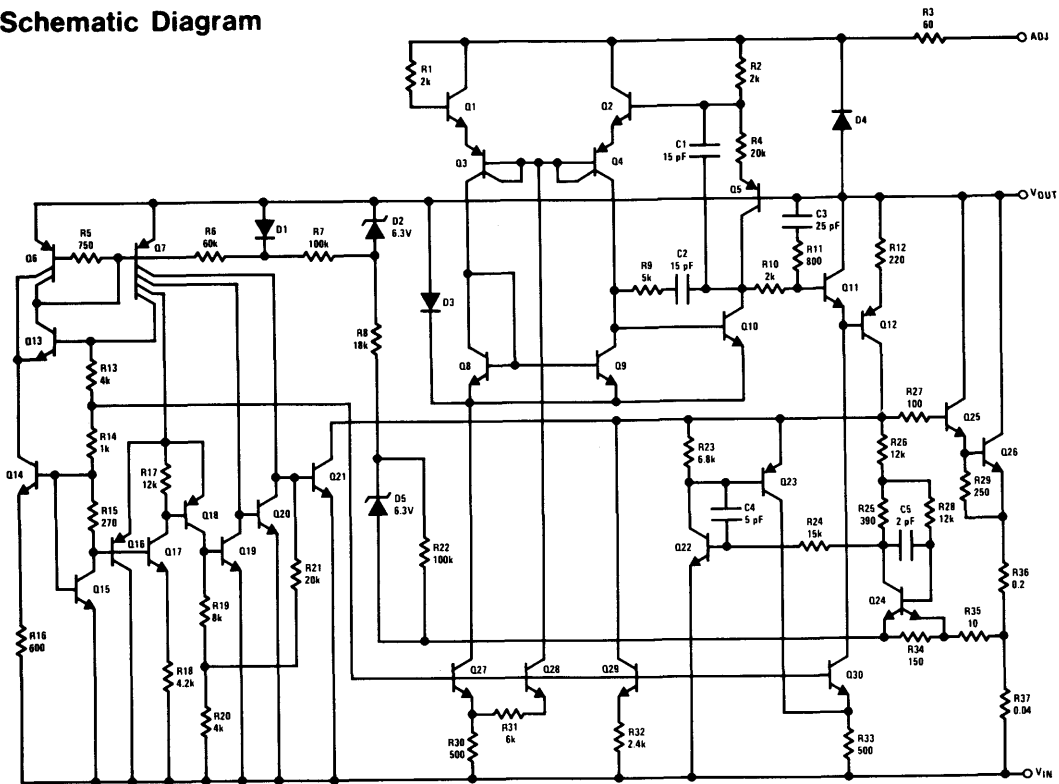 Schematic Diagram
R3
60
ADJ
R1
2k
R2
2k
Q1
Q2
D4
C1
15 pF
R4
20k
Q3
Q4
Q5
VOUT
R5
750
Q7
R6
60k
D1
R7
100k
D2
6.3V
C3
25 pF
R12
220
Q6
R11
800
R9
5k
C2
15 pF
R10
2k
Q11
D3
Q12
Q13
R8
18k
Q10
R13
4k
Q8
Q9
R27
100
Q25
R14
1k
R23
6.8k
R26
12k
Q26
Q14
R17
12k
Q21
Q23
R29
250
R15
270
Q18
Q20
D5
6.3V
C4
5 pF
R25
390
C5
2 pF
R28
12k
Q16
Q17
Q19
R22
100k
Q22
R24
15k
Q15
R21
20k
R36
0.2
R19
8k
Q24
R35
10
R16
600
R34
150
R18
4.2k
Q27
Q28
Q29
Q30
R37
0.04
R20
4k
R31
6k
R30
500
R32
2.4k
R33
500
VIN